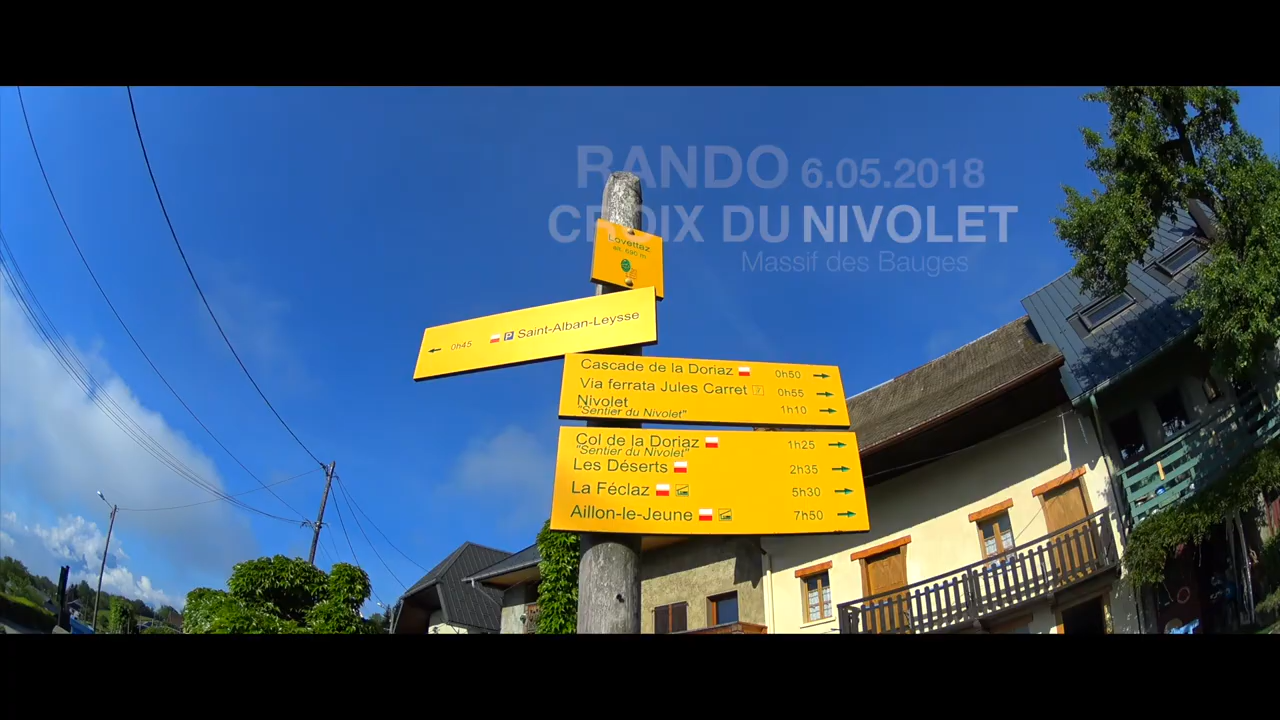 RANDO 6.05.2018
CROIX DU NIVOLET
Massif des Bauges
Lovettaz
alt. 690 m
0h45 P Saint-Alban-Leysse
Cascade de la Doriaz 0h50
Via ferrata Jules Carret 0h55
Nivolet 1h10
"Sentier du Nivolet"
Col de la Doriaz 1h25
"Sentier du Nivolet"
Les Déserts 2h35
La Féclaz 5h30
Aillon-le-Jeune 7h50